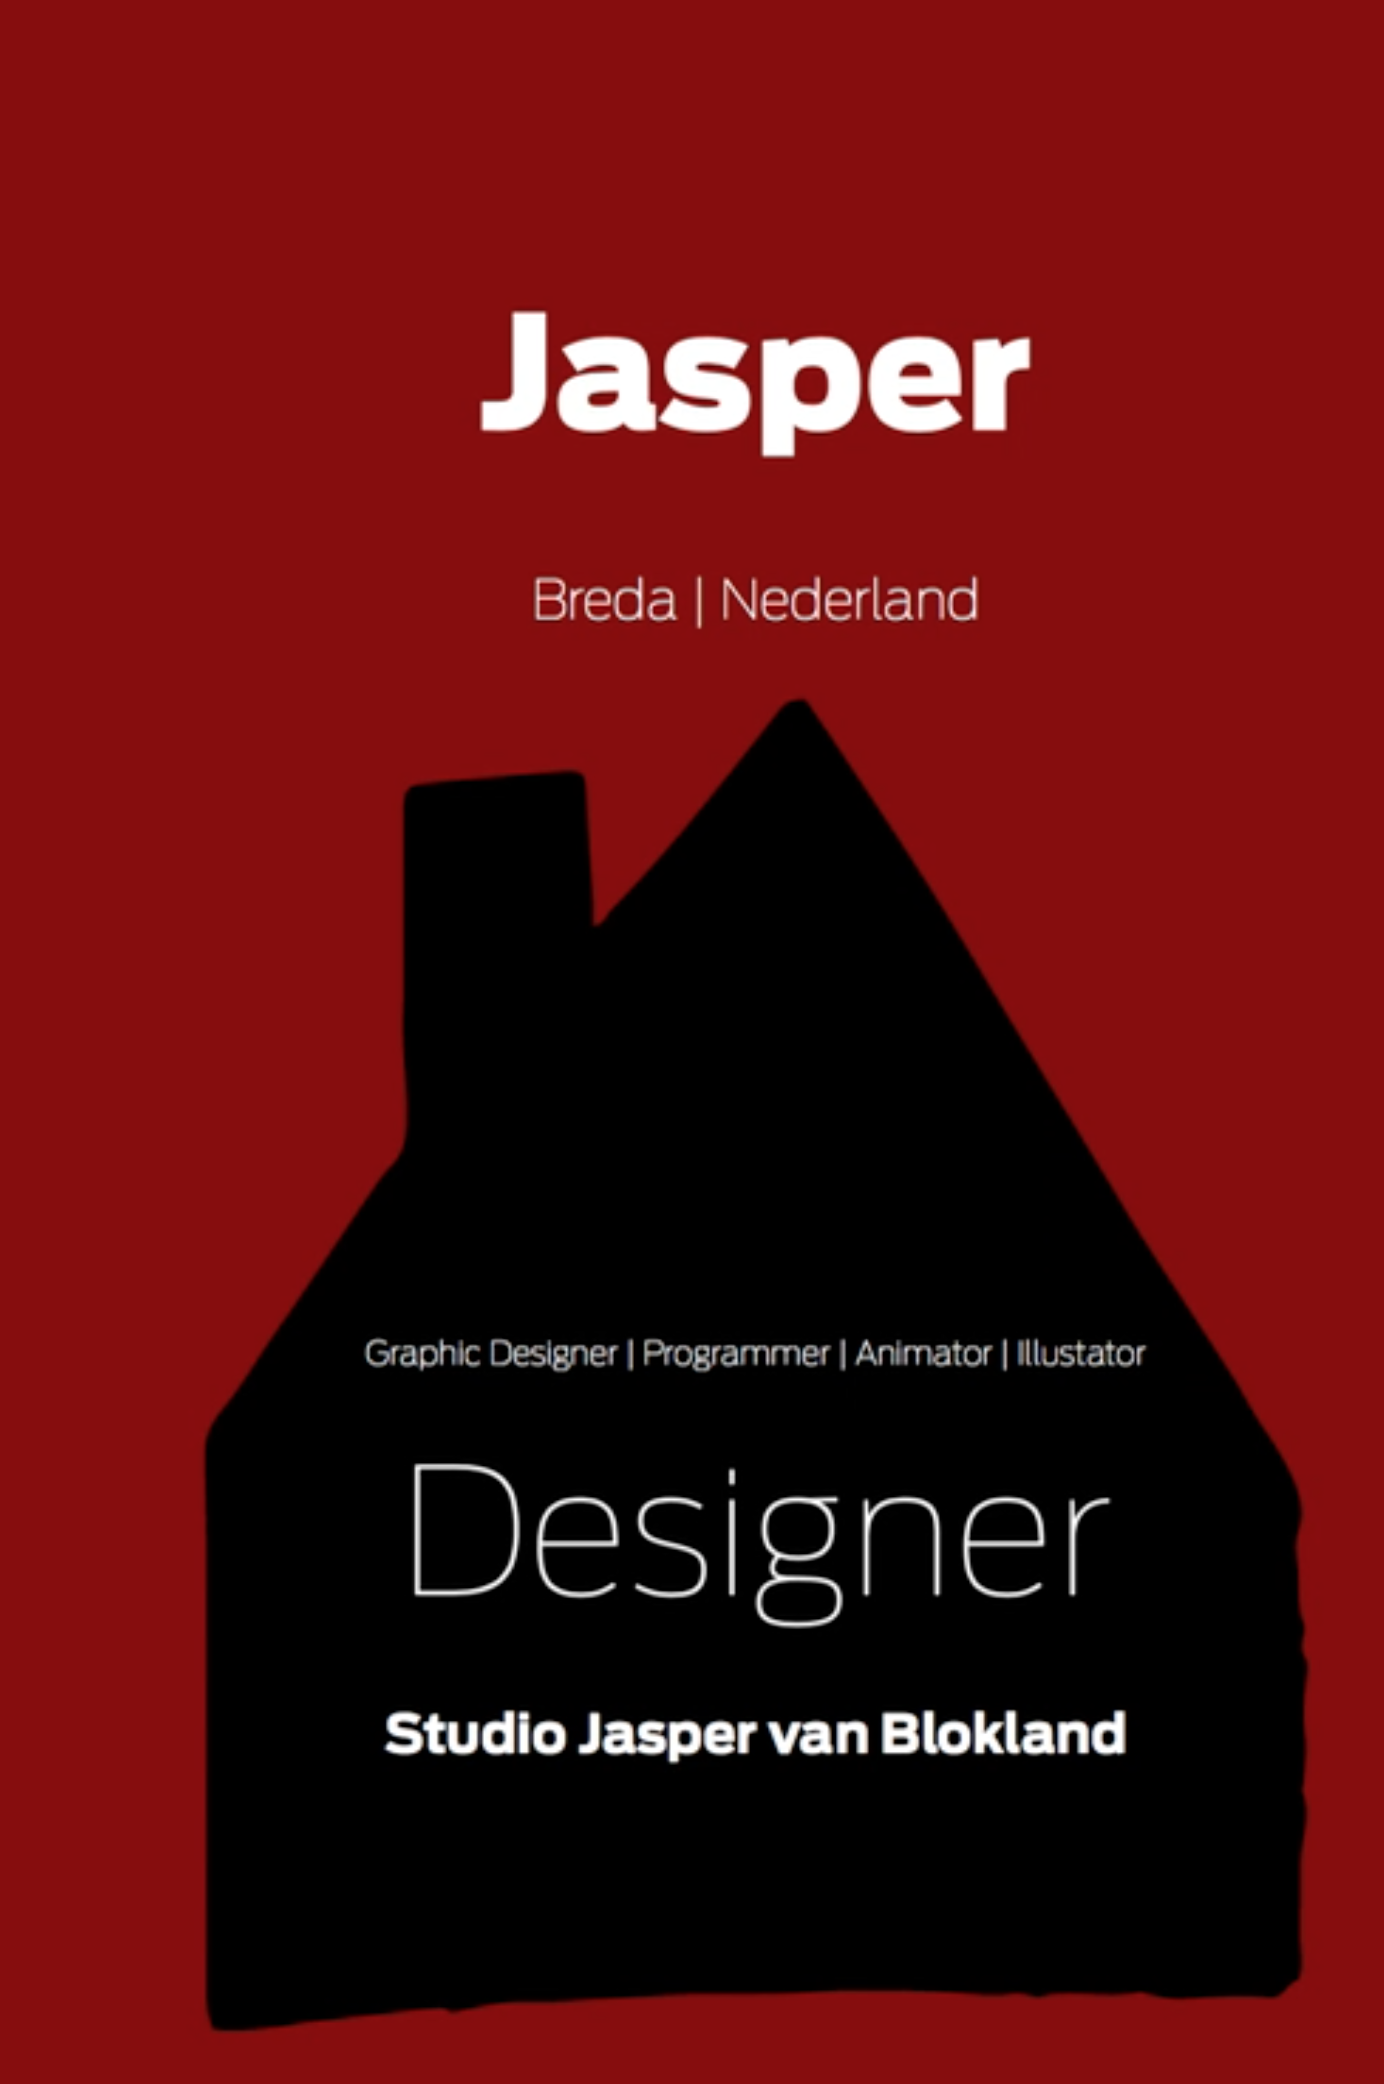 Jasper
Breda | Nederland
Graphic Designer | Programmer | Animator | Illustator
Designer
Studio Jasper van Blokland